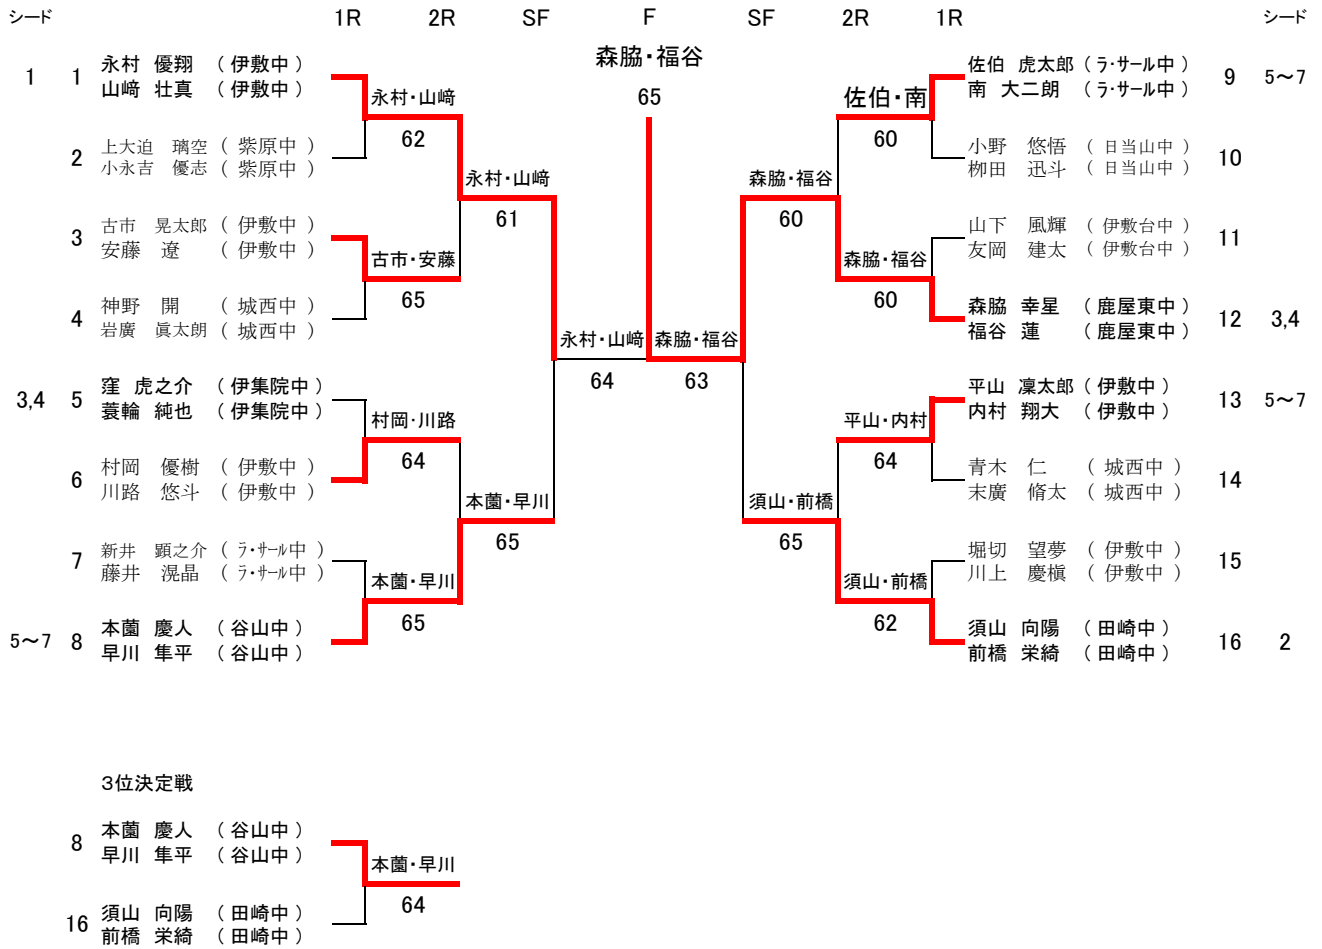 シード 1R 2R SF F SF 2R 1R シード
森脇・福谷
65
1 1 永村 優翔 （ 伊敷中 ）
山﨑 壮真 （ 伊敷中 ）
永村・山﨑
62
2 上大迫 璃空 （ 紫原中 ）
小永吉 優志 （ 紫原中 ）
永村・山﨑
61
3 古市 晃太郎 （ 伊敷中 ）
安藤 遼 （ 伊敷中 ）
古市・安藤
65
4 神野 開 （ 城西中 ）
岩廣 眞太朗 （ 城西中 ）
永村・山﨑
64
3,4 5 窪 虎之介 （ 伊集院中 ）
蓑輪 純也 （ 伊集院中 ）
村岡・川路
64
6 村岡 優樹 （ 伊敷中 ）
川路 悠斗 （ 伊敷中 ）
本薗・早川
65
7 新井 顕之介 （ ラ・サール中 ）
藤井 滉晶 （ ラ・サール中 ）
本薗・早川
65
5～7 8 本薗 慶人 （ 谷山中 ）
早川 隼平 （ 谷山中 ）
佐伯 虎太郎 （ ラ・サール中 ） 9 5～7
南 大二朗 （ ラ・サール中 ）
佐伯・南
60
小野 悠悟 （ 日当山中 ） 10
栁田 迅斗 （ 日当山中 ）
森脇・福谷
60
山下 風輝 （ 伊敷台中 ） 11
友岡 建太 （ 伊敷台中 ）
森脇・福谷
60
森脇 幸星 （ 鹿屋東中 ） 12 3,4
福谷 蓮 （ 鹿屋東中 ）
森脇・福谷
63
平山 凜太郎 （ 伊敷中 ） 13 5～7
内村 翔大 （ 伊敷中 ）
平山・内村
64
青木 仁 （ 城西中 ） 14
末廣 脩太 （ 城西中 ）
須山・前橋
65
堀切 望夢 （ 伊敷中 ） 15
川上 慶槇 （ 伊敷中 ）
須山・前橋
62
須山 向陽 （ 田崎中 ） 16 2
前橋 栄綺 （ 田崎中 ）
３位決定戦
8 本薗 慶人 （ 谷山中 ）
早川 隼平 （ 谷山中 ）
本薗・早川
64
16 須山 向陽 （ 田崎中 ）
前橋 栄綺 （ 田崎中 ）